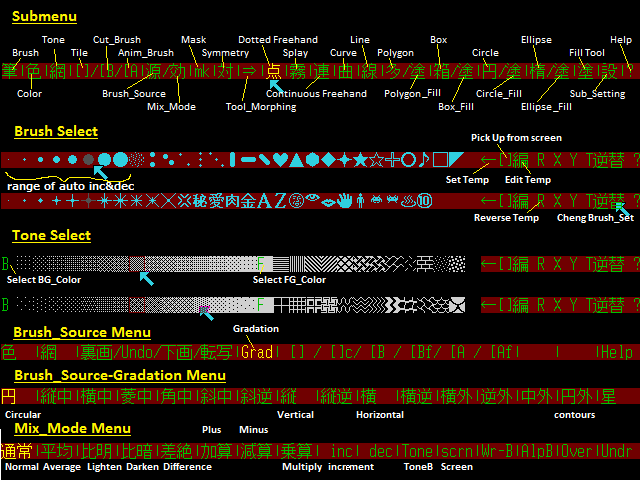 Submenu
Cut_Brush Mask Dotted Freehand Line Box Ellipse Help
Brush Tone Tile Anim_Brush Symmetry Splay Curve Polygon Circle Fill Tool
筆|色|網|[]/[B/[A|源/効|mk|対|⇒|点|霧|連|曲|線|多/塗|箱/塗|円/塗|楕/塗|塗|設|?
Color Brush_Source Mix_Mode Tool_Morphing Continuous Freehand Polygon_Fill Box_Fill Circle_Fill Ellipse_Fill Sub_Setting
Brush Select
Pick Up from screen
←[]編 R X Y T逆替 ?
range of auto inc&dec
Set Temp Edit Temp
秘愛肉金AZ ♨⑩ ←[]編 R X Y T逆替 ?
Reverse Temp Cheng Brush_Set
Tone Select
B F ←[]編 R X Y T逆替 ?
Select BG_Color Select FG_Color
B F ←[]編 R X Y T逆替 ?
Brush_Source Menu
Gradation
色 |網 |裏画/Undo/下画/転写|Grad| [] / []c/ [B / [Bf/ [A / [Af| | |Help
Brush_Source-Gradation Menu
円 |縦中|横中|菱中|角中|斜中|斜逆|縦 |縦逆|横 |横逆|横外|逆外|中外|円外|星
Circular Vertical Horizontal contours
Mix_Mode Menu
Plus Minus
通常|平均|比明|比暗|差絶|加算|減算|乗算| inc| dec|Tone|scrn|Wr-B|AlpB|Over|Undr
Normal Average Lighten Darken Difference Multiply increment ToneB Screen